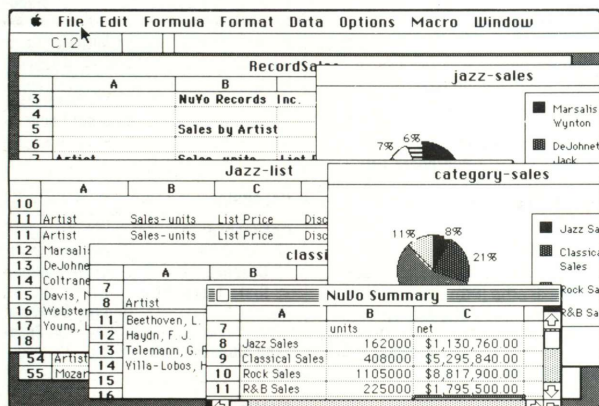 File Edit Formula Format Data Options Macro Window
C12
RecordSales
A B
3 NuVo Records Inc.
4
5 Sales by Artist
6
7 Artist Sales-units List
jazz-sales
7% 6%
Marsalis
Wynton
DeJohnet
Jack
Jazz-list
A B C
10
11 Artist Sales-units List Price Disc
11 Artist Sales-units List Price Disc
12 Marsali
13 DeJohne
14 Coltrane
15 Davis,
16 Webster
17 Young, L
18
54 Artist
55 Mozar
category-sales
11% 8%
21%
Jazz Sa
Classica
Sales
Rock Sa
R&B Sa
classi
A B
7
8 Artist
11 Beethoven, L.
12 Haydn, F. J.
13 Telemann, G. P
14 Villa-Lobos, H
15
16
NuVo Summary
A B C
7 units net
8 Jazz Sales 162000 $1,130,760.00
9 Classical Sales 408000 $5,295,840.00
10 Rock Sales 1105000 $8,817,900.00
11 R&B Sales 225000 $1,795,500.00